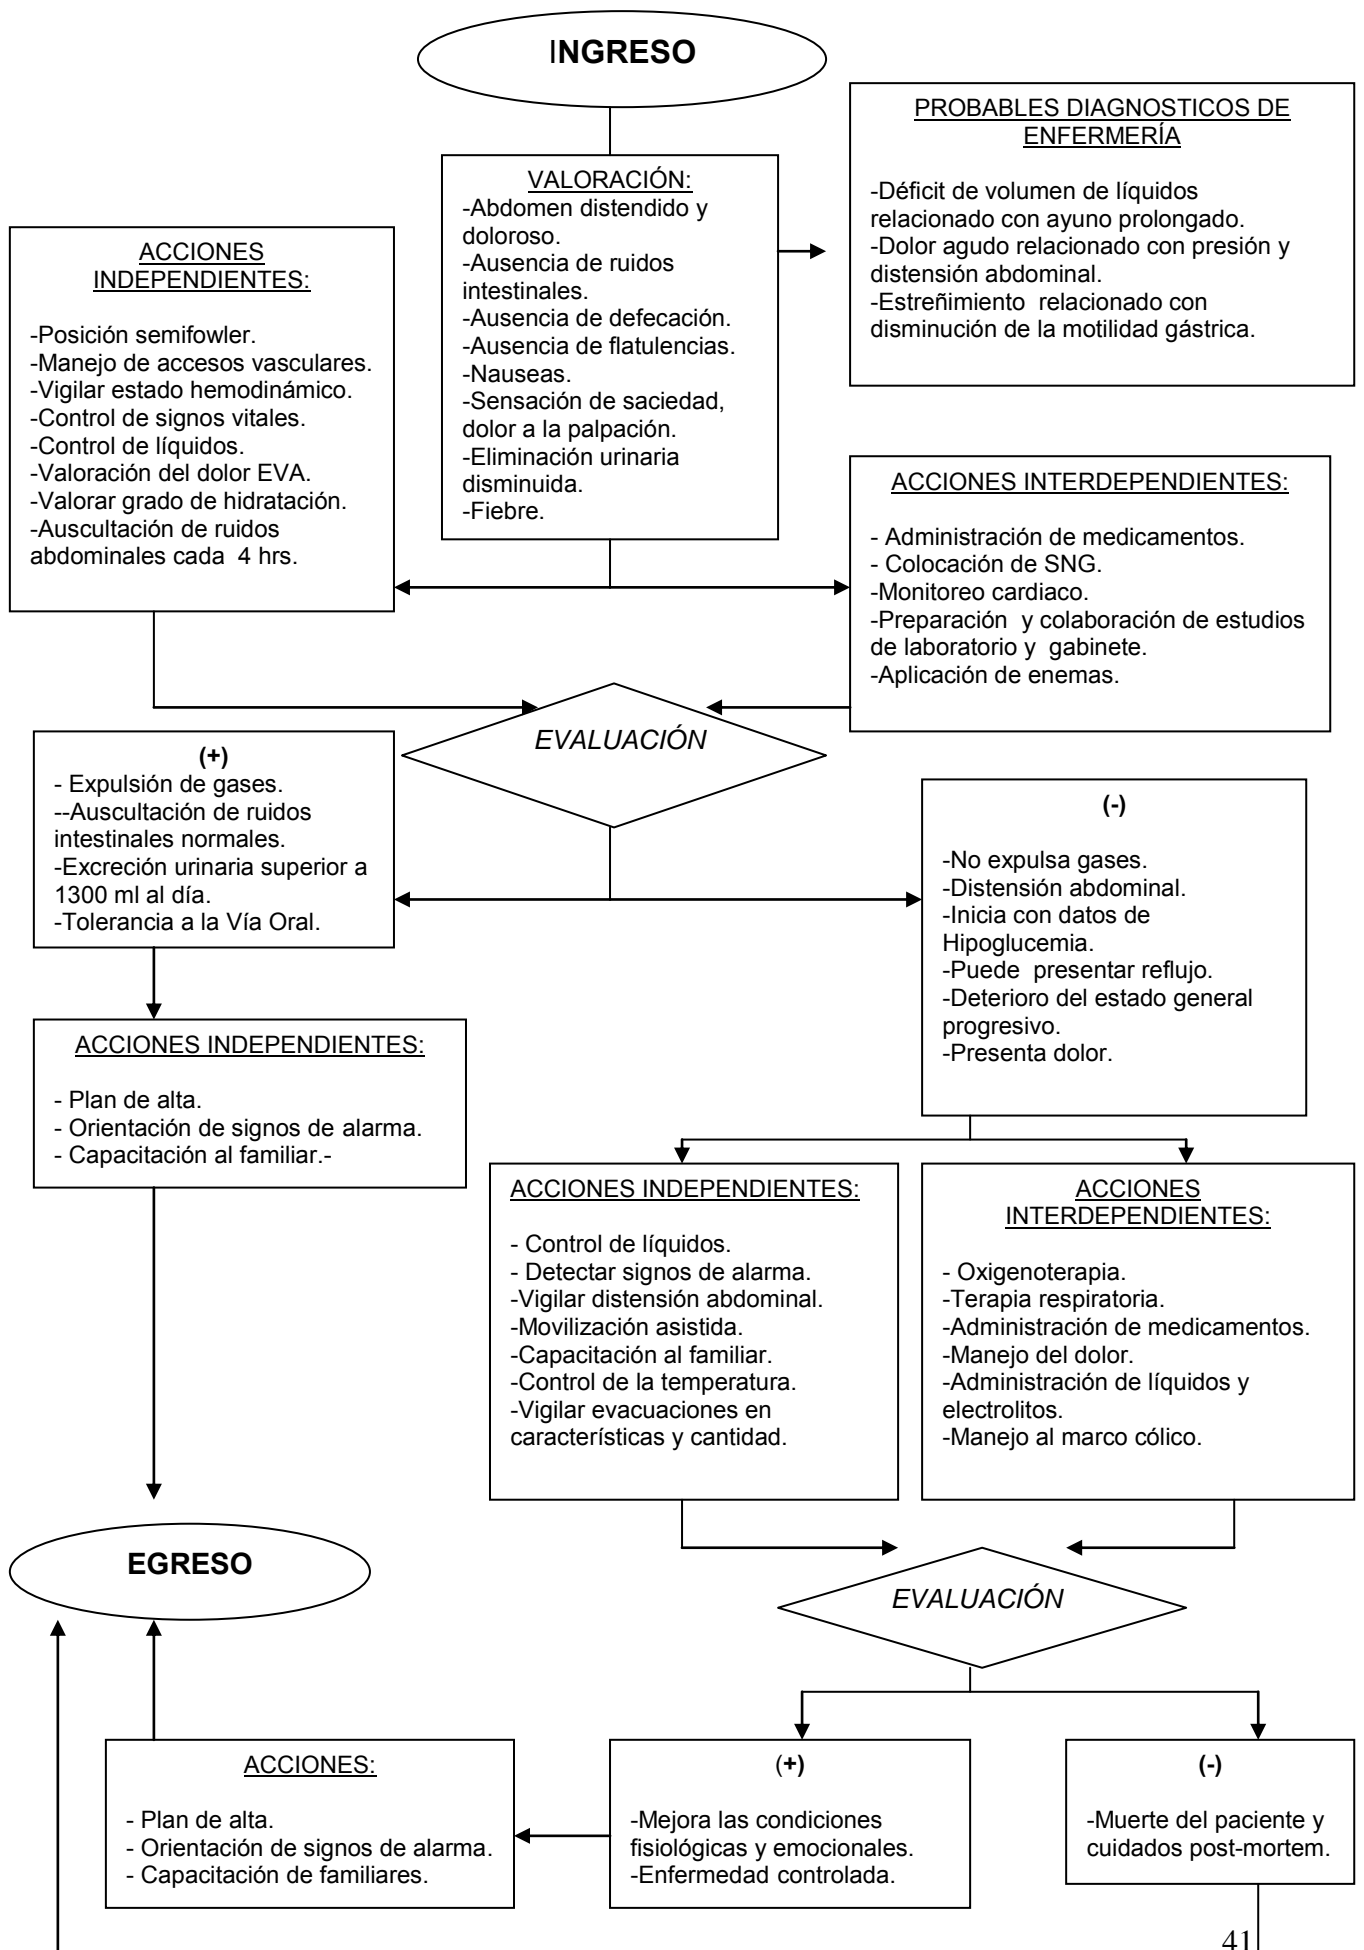 INGRESO
PROBABLES DIAGNOSTICOS DE
ENFERMERÍA
-Déficit de volumen de líquidos
relacionado con ayuno prolongado.
-Dolor agudo relacionado con presión y
distensión abdominal.
-Estreñimiento  relacionado con
disminución de la motilidad gástrica.
VALORACIÓN:
-Abdomen distendido y
doloroso.
-Ausencia de ruidos
intestinales.
-Ausencia de defecación.
-Ausencia de flatulencias.
-Nauseas.
-Sensación de saciedad,
dolor a la palpación.
-Eliminación urinaria
disminuida.
-Fiebre.
ACCIONES
INDEPENDIENTES:
-Posición semifowler.
-Manejo de accesos vasculares.
-Vigilar estado hemodinámico.
-Control de signos vitales.
-Control de líquidos.
-Valoración del dolor EVA.
-Valorar grado de hidratación.
-Auscultación de ruidos
abdominales cada  4 hrs.
ACCIONES INTERDEPENDIENTES:
- Administración de medicamentos.
- Colocación de SNG.
-Monitoreo cardiaco.
-Preparación  y colaboración de estudios
de laboratorio y  gabinete.
-Aplicación de enemas.
EVALUACIÓN
(+)
- Expulsión de gases.
--Auscultación de ruidos
intestinales normales.
-Excreción urinaria superior a
1300 ml al día.
-Tolerancia a la Vía Oral.
(-)
-No expulsa gases.
-Distensión abdominal.
-Inicia con datos de
Hipoglucemia.
-Puede  presentar reflujo.
-Deterioro del estado general
progresivo.
-Presenta dolor.
ACCIONES INDEPENDIENTES:
- Plan de alta.
- Orientación de signos de alarma.
- Capacitación al familiar.-
ACCIONES INDEPENDIENTES:
- Control de líquidos.
- Detectar signos de alarma.
-Vigilar distensión abdominal.
-Movilización asistida.
-Capacitación al familiar.
-Control de la temperatura.
-Vigilar evacuaciones en
características y cantidad.
ACCIONES
INTERDEPENDIENTES:
- Oxigenoterapia.
-Terapia respiratoria.
-Administración de medicamentos.
-Manejo del dolor.
-Administración de líquidos y
electrolitos.
-Manejo al marco cólico.
EGRESO
EVALUACIÓN
ACCIONES:
- Plan de alta.
- Orientación de signos de alarma.
- Capacitación de familiares.
(+)
-Mejora las condiciones
fisiológicas y emocionales.
-Enfermedad controlada.
(-)
-Muerte del paciente y
cuidados post-mortem.
41